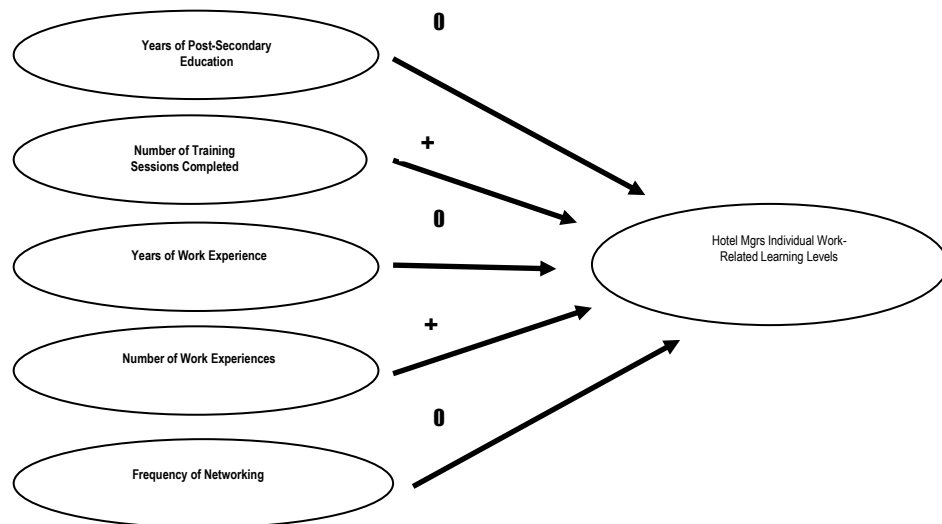 0
Years of Post-Secondary
Education
+
Number of Training
Sessions Completed
0
Years of Work Experience
Hotel Mgrs Individual Work-
Related Learning Levels
+
Number of Work Experiences
0
Frequency of Networking